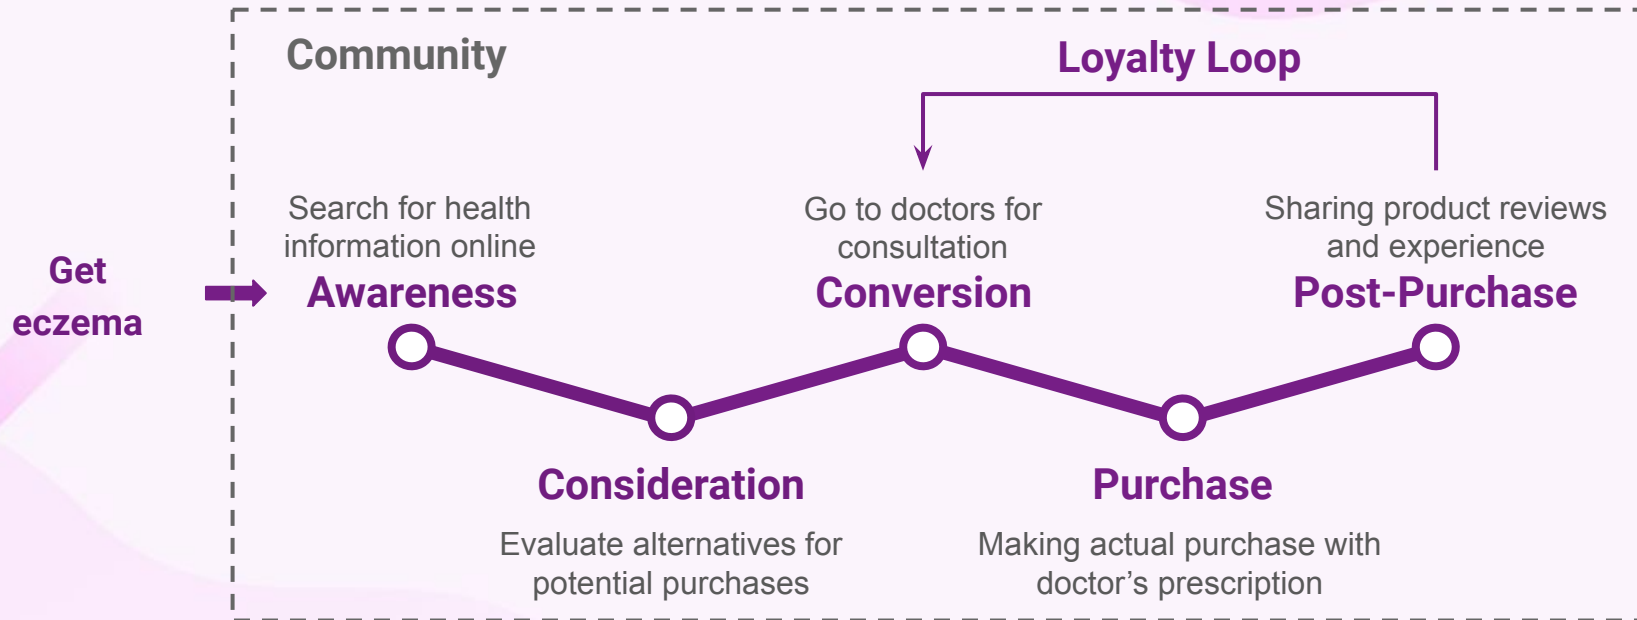 Community
Loyalty Loop
Get
eczema
Search for health
information online
Awareness
Consideration
Evaluate alternatives for
potential purchases
Go to doctors for
consultation
Conversion
Purchase
Making actual purchase with
doctor’s prescription
Sharing product reviews
and experience
Post-Purchase